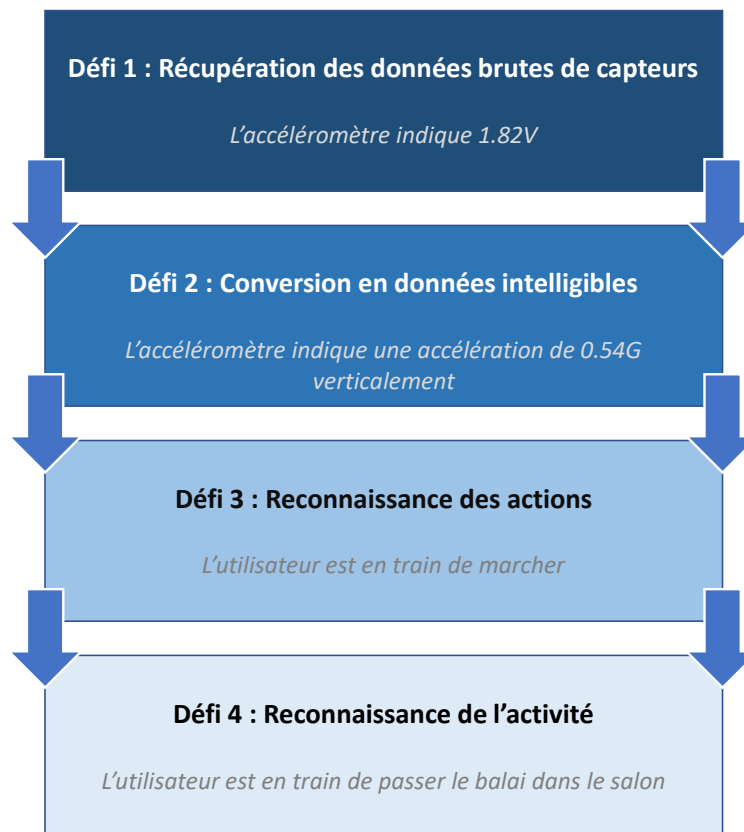 Défi 1 : Récupération des données brutes de capteurs
L’accéléromètre indique 1.82V
Défi 2 : Conversion en données intelligibles
L’accéléromètre indique une accélération de 0.54G
verticalement
Défi 3 : Reconnaissance des actions
L’utilisateur est en train de marcher
Défi 4 : Reconnaissance de l’activité
L’utilisateur est en train de passer le balai dans le salon